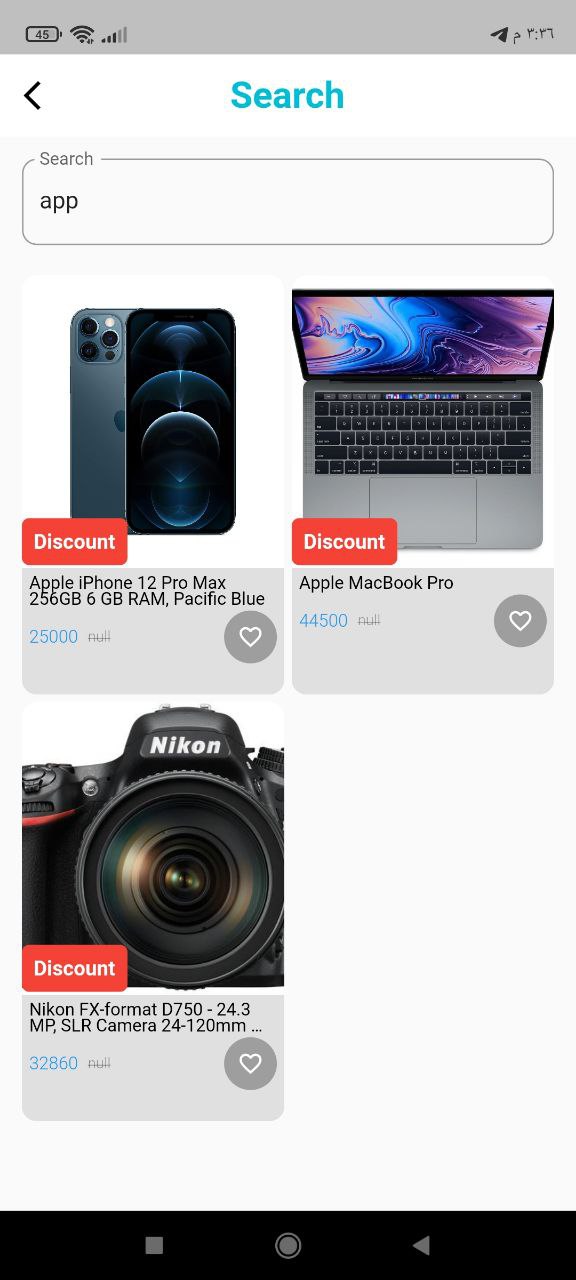 45
م ٣:٣٦
Search
Search
app
Discount
Discount
Apple iPhone 12 Pro Max
256GB 6 GB RAM, Pacific Blue
25000 null
Apple MacBook Pro
44500 null
Nikon
Discount
Nikon FX-format D750 - 24.3
MP, SLR Camera 24-120mm ...
32860 null